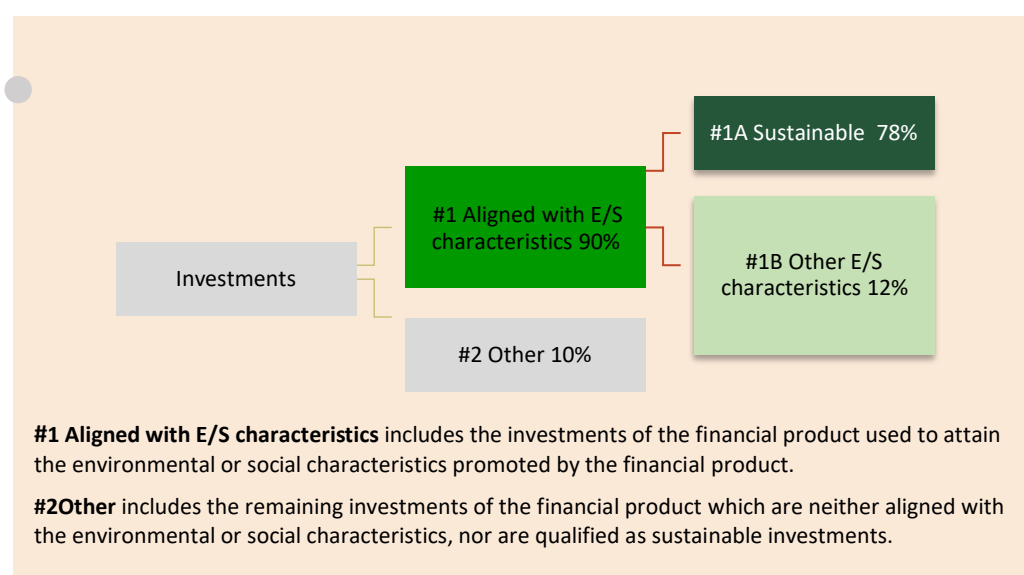 #1A Sustainable  78%
#1 Aligned with E/S
characteristics 90%
#1B Other E/S
characteristics 12%
Investments
#2 Other 10%
#1 Aligned with E/S characteristics includes the investments of the financial product used to attain
the environmental or social characteristics promoted by the financial product.
#2Other includes the remaining investments of the financial product which are neither aligned with
the environmental or social characteristics, nor are qualified as sustainable investments.